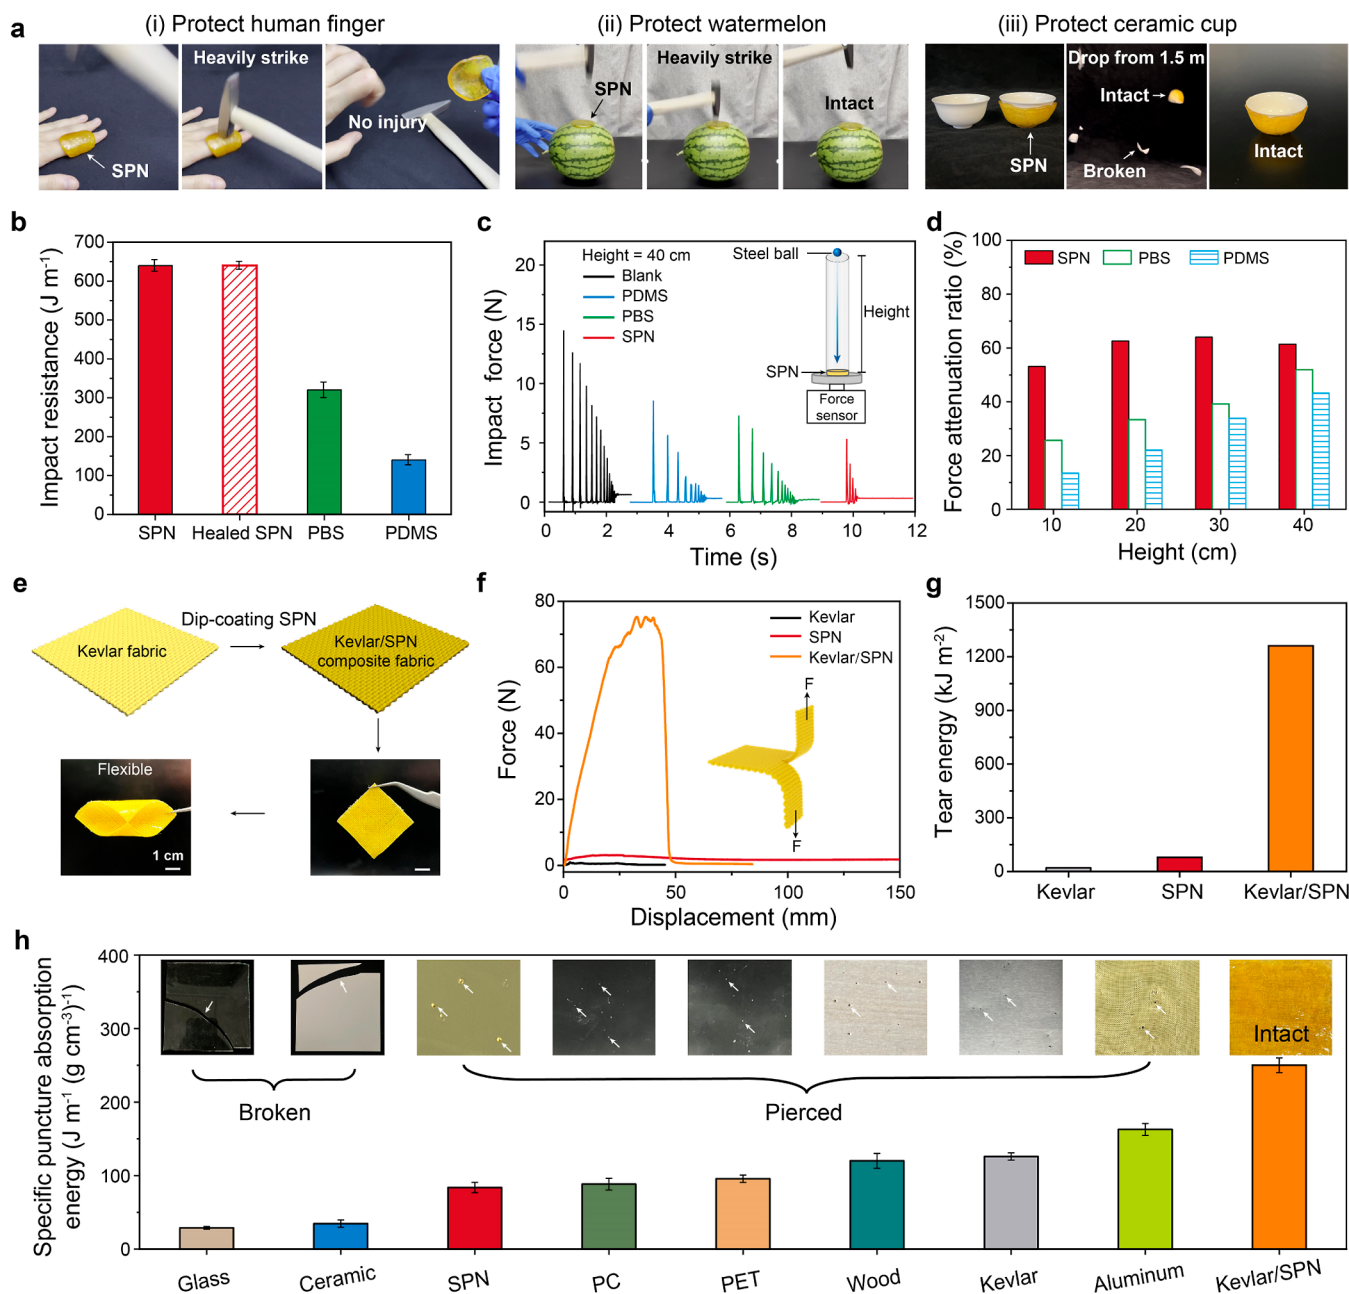 a
(i) Protect human finger
(ii) Protect watermelon
(iii) Protect ceramic cup
SPN
Heavily strike
No injury
SPN
Heavily strike
Intact
SPN
Drop from 1.5 m
Intact
Broken
Intact
b
Impact resistance (J m⁻¹)
700
600
500
400
300
200
100
0
SPN
Healed SPN
PBS
PDMS
c
Impact force (N)
20
15
10
5
0
Height = 40 cm
Blank
PDMS
PBS
SPN
Steel ball
Height
SPN
Force
sensor
0 2 4 6 8 10 12
Time (s)
d
Force attenuation ratio (%)
100
80
60
40
20
0
SPN
PBS
PDMS
10 20 30 40
Height (cm)
e
Dip-coating SPN
Kevlar fabric
Kevlar/SPN
composite fabric
Flexible
1 cm
f
Force (N)
80
60
40
20
0
Kevlar
SPN
Kevlar/SPN
F
F
0 50 100 150
Displacement (mm)
g
Tear energy (kJ m⁻²)
1500
1200
900
600
300
0
Kevlar
SPN
Kevlar/SPN
h
Specific puncture absorption
energy (J m⁻¹ (g cm⁻³)⁻¹)
400
300
200
100
0
Broken
Pierced
Intact
Glass
Ceramic
SPN
PC
PET
Wood
Kevlar
Aluminum
Kevlar/SPN